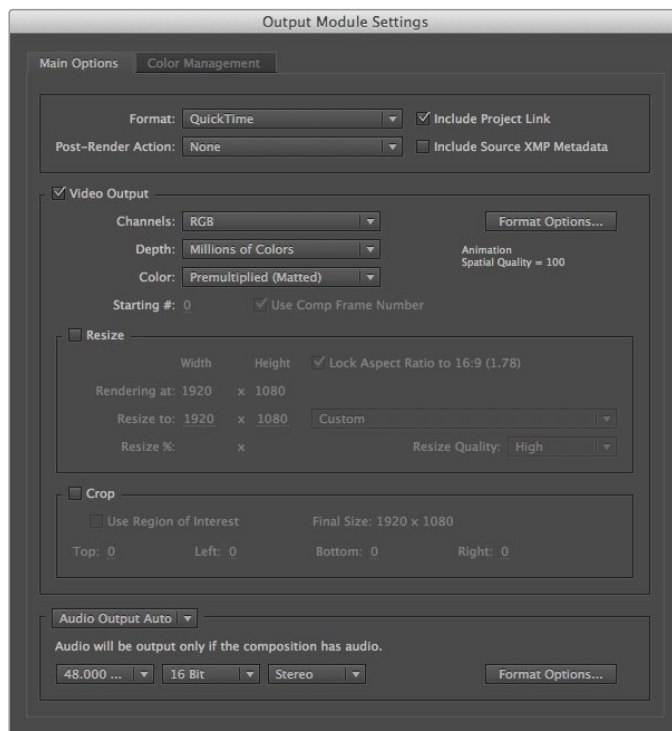 Output Module Settings
Main Options Color Management
Format: QuickTime Include Project Link
Post-Render Action: None Include Source XMP Metadata
Video Output
Channels: RGB Format Options...
Depth: Millions of Colors Animation
Spatial Quality = 100
Color: Premultiplied (Matted)
Starting #: 0 Use Comp Frame Number
Resize
Width Height Lock Aspect Ratio to 16:9 (1.78)
Rendering at: 1920 x 1080
Resize to: 1920 x 1080 Custom
Resize %: x Resize Quality: High
Crop
Use Region of Interest Final Size: 1920 x 1080
Top: 0 Left: 0 Bottom: 0 Right: 0
Audio Output Auto
Audio will be output only if the composition has audio.
48.000 ... 16 Bit Stereo Format Options...